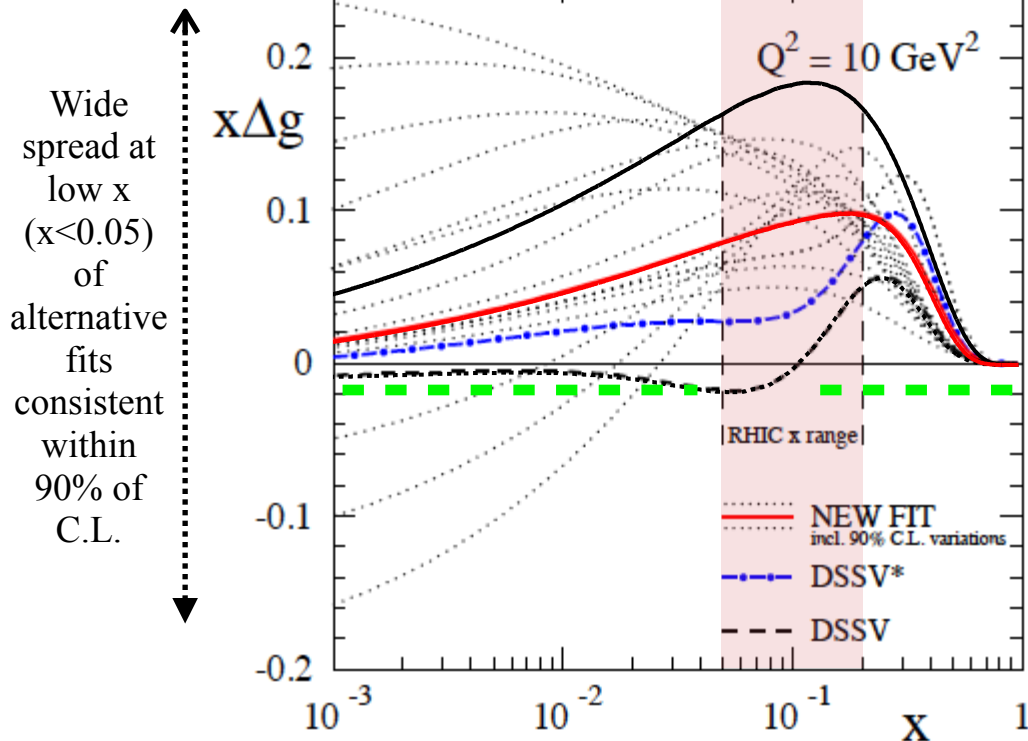 Wide
spread at
low x
(x<0.05)
of
alternative
fits
consistent
within
90% of
C.L.
xΔg
0.2
0.1
0
-0.1
-0.2
Q² = 10 GeV²
RHIC x range
NEW FIT
incl. 90% C.L. variations
DSSV*
DSSV
10⁻³ 10⁻² 10⁻¹ x 1